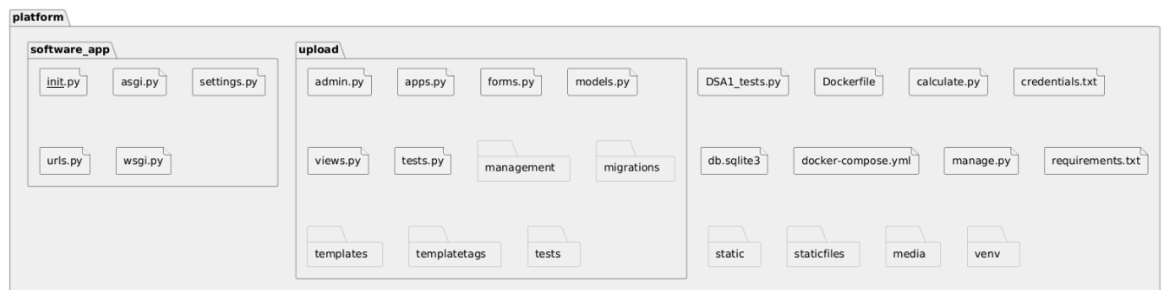 platform
software_app
upload
init.py asgi.py settings.py admin.py apps.py forms.py models.py DSA1_tests.py Dockerfile calculate.py credentials.txt
urls.py wsgi.py views.py tests.py management migrations db.sqlite3 docker-compose.yml manage.py requirements.txt
templates templatetags tests static staticfiles media venv